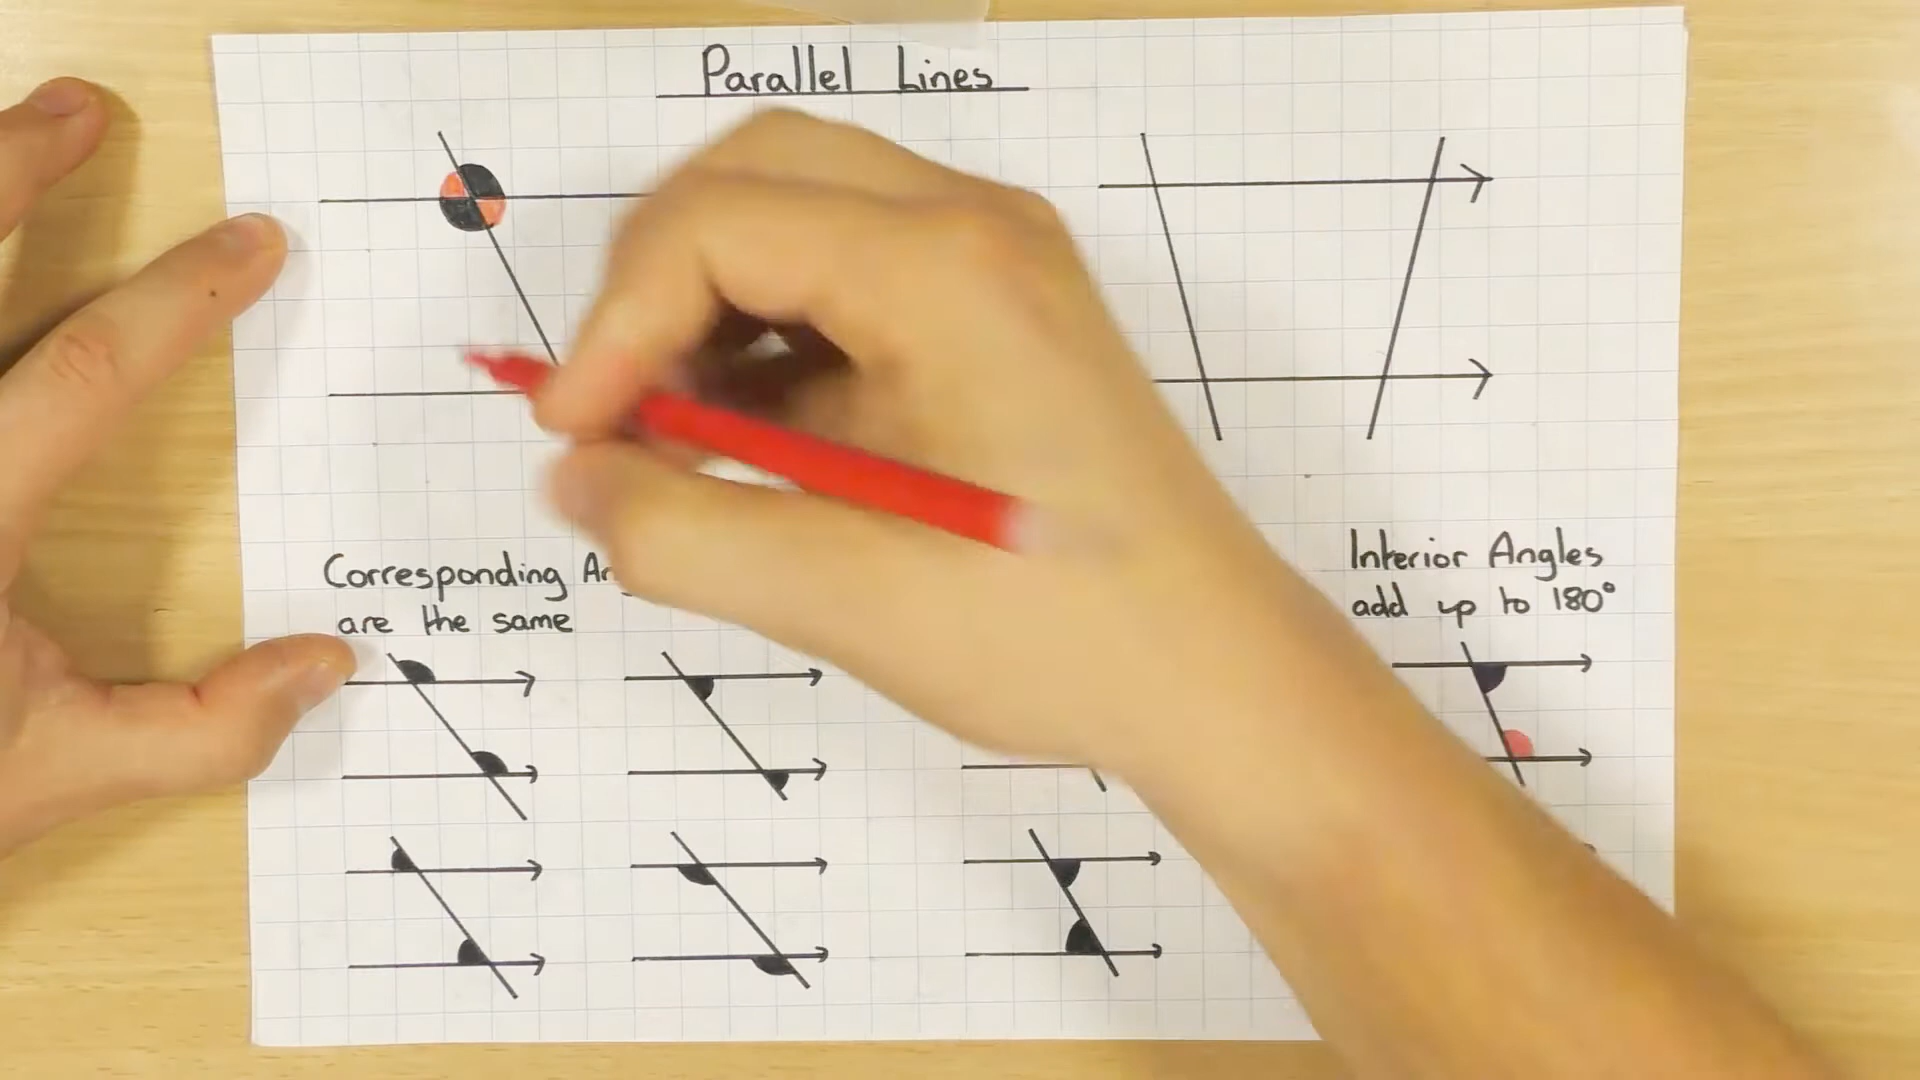 Parallel Lines
Corresponding
are the same
Interior Angles
add up to 180°